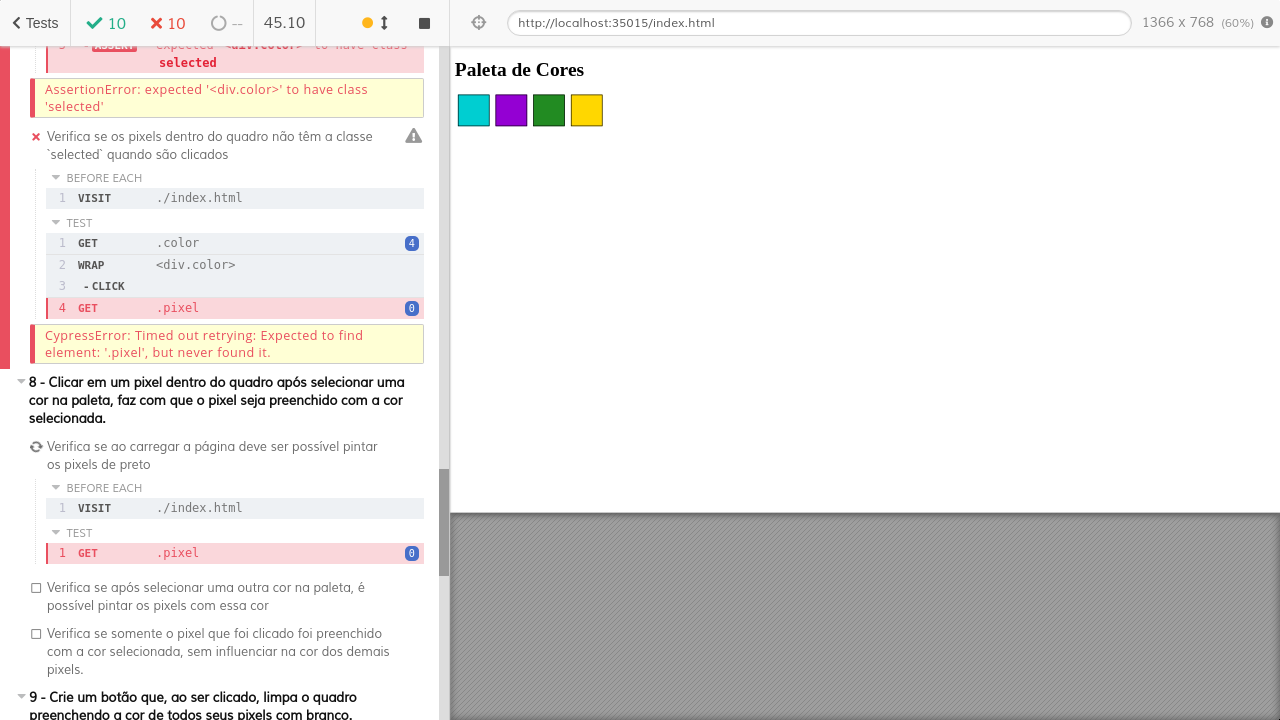 Tests
10
10
--
45.10
http://localhost:35015/index.html
1366 x 768 (60%)
3 - ASSERT expected <div.color> to have class
selected
AssertionError: expected '<div.color>' to have class
'selected'
Verifica se os pixels dentro do quadro não têm a classe
`selected` quando são clicados
BEFORE EACH
1 VISIT ./index.html
TEST
1 GET .color 4
2 WRAP <div.color>
3 - CLICK
4 GET .pixel 0
CypressError: Timed out retrying: Expected to find
element: '.pixel', but never found it.
8 - Clicar em um pixel dentro do quadro após selecionar uma
cor na paleta, faz com que o pixel seja preenchido com a cor
selecionada.
Verifica se ao carregar a página deve ser possível pintar
os pixels de preto
BEFORE EACH
1 VISIT ./index.html
TEST
1 GET .pixel 0
Verifica se após selecionar uma outra cor na paleta, é
possível pintar os pixels com essa cor
Verifica se somente o pixel que foi clicado foi preenchido
com a cor selecionada, sem influenciar na cor dos demais
pixels.
9 - Crie um botão que, ao ser clicado, limpa o quadro
preenchendo a cor de todos seus pixels com branco.
Paleta de Cores